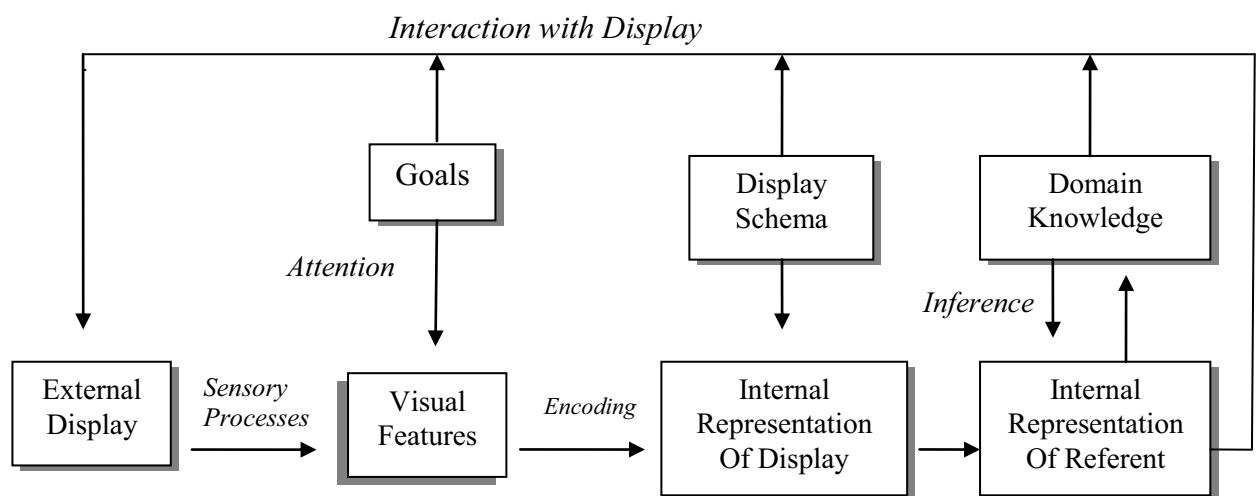 Interaction with Display
Goals
Display
Schema
Domain
Knowledge
Attention
Inference
External
Display
Sensory
Processes
Visual
Features
Encoding
Internal
Representation
Of Display
Internal
Representation
Of Referent